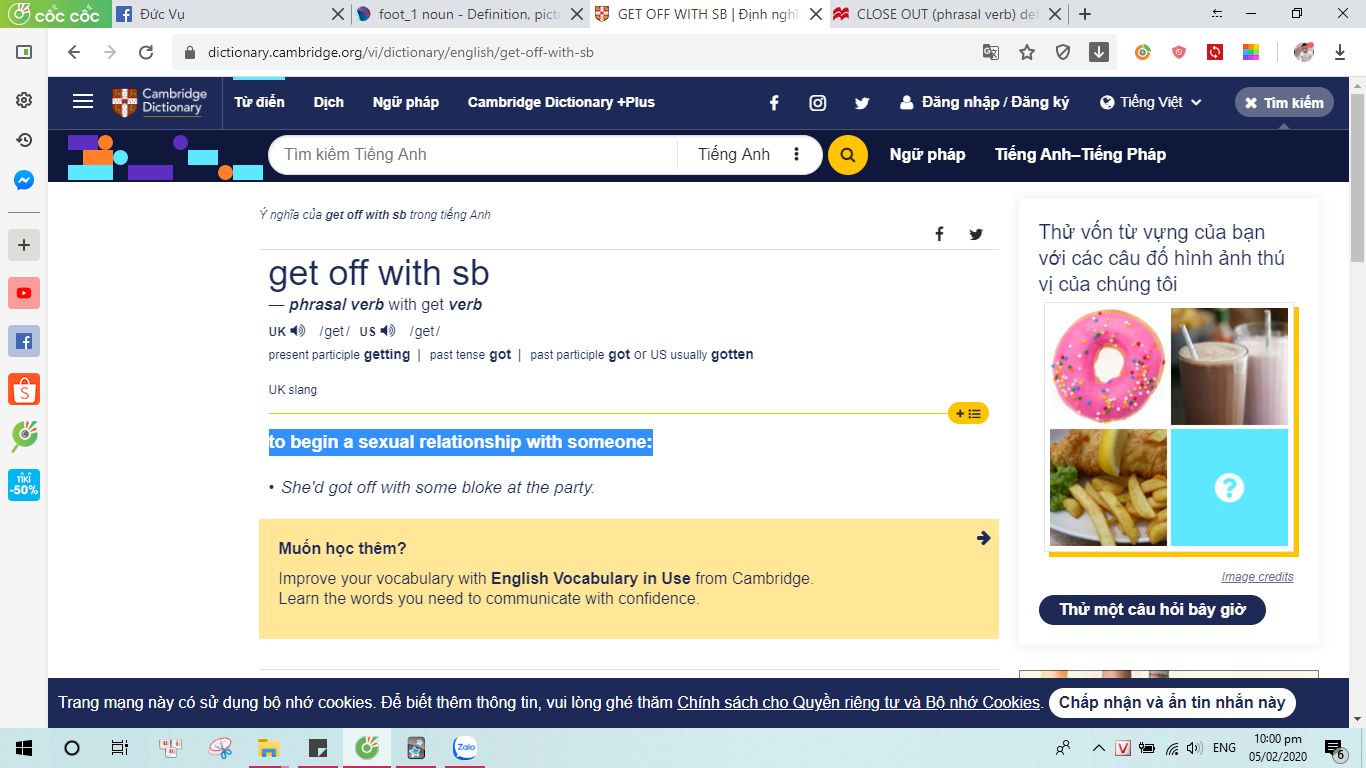 cốc cốc
Đức Vụ
foot_1 noun - Definition, pictu
GET OFF WITH SB | Định nghĩ
CLOSE OUT (phrasal verb) def
dictionary.cambridge.org/vi/dictionary/english/get-off-with-sb
Cambridge
Dictionary
Từ điển
Dịch
Ngữ pháp
Cambridge Dictionary +Plus
Đăng nhập / Đăng ký
Tiếng Việt
Tìm kiếm
Tìm kiếm Tiếng Anh
Tiếng Anh
Ngữ pháp
Tiếng Anh–Tiếng Pháp
Ý nghĩa của get off with sb trong tiếng Anh
get off with sb
— phrasal verb with get verb
UK /get/ US /get/
present participle getting | past tense got | past participle got or US usually gotten
UK slang
to begin a sexual relationship with someone:
• She'd got off with some bloke at the party.
Muốn học thêm?
Improve your vocabulary with English Vocabulary in Use from Cambridge.
Learn the words you need to communicate with confidence.
Thử vốn từ vựng của bạn
với các câu đố hình ảnh thú
vị của chúng tôi
?
Image credits
Thử một câu hỏi bây giờ
TIKI
-50%
Trang mạng này có sử dụng bộ nhớ cookies. Để biết thêm thông tin, vui lòng ghé thăm Chính sách cho Quyền riêng tư và Bộ nhớ Cookies.
Chấp nhận và ẩn tin nhắn này
Zalo
V
ENG
10:00 pm
05/02/2020
6